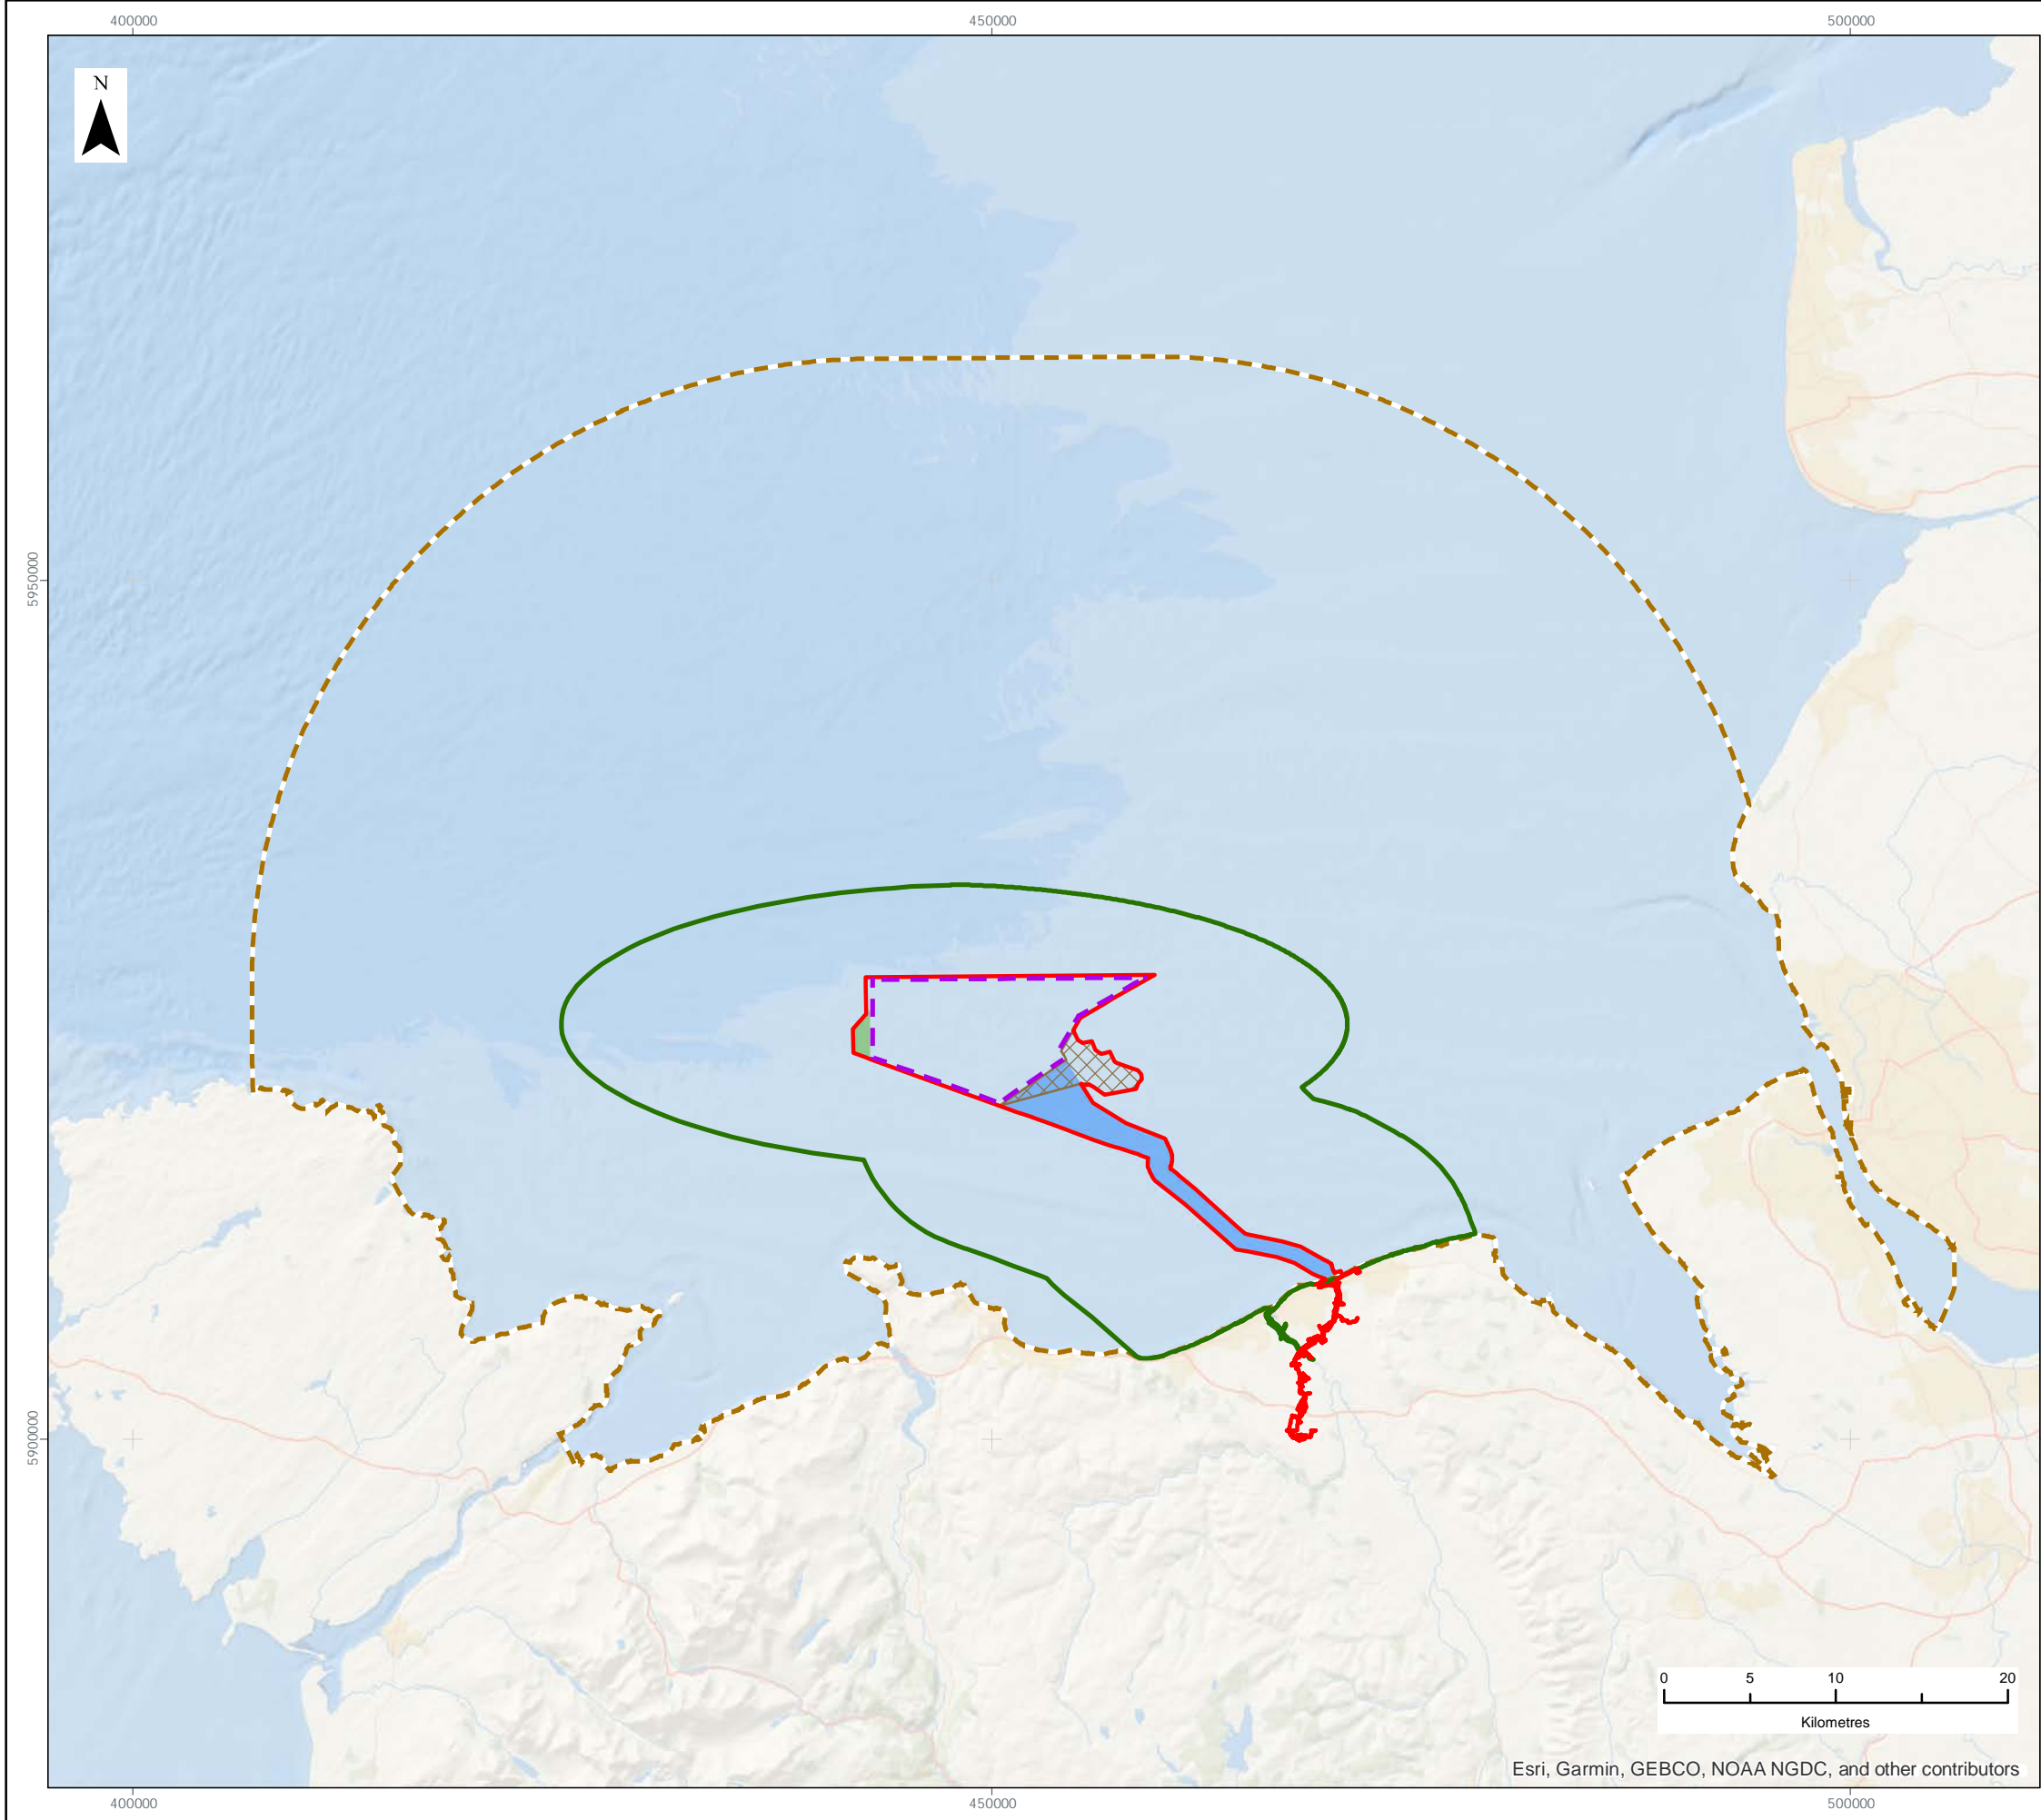 400000 450000 500000
N
5950000
5900000
0 5 10 20
Kilometres
Esri, Garmin, GEBCO, NOAA NGDC, and other contributors
400000 450000 500000